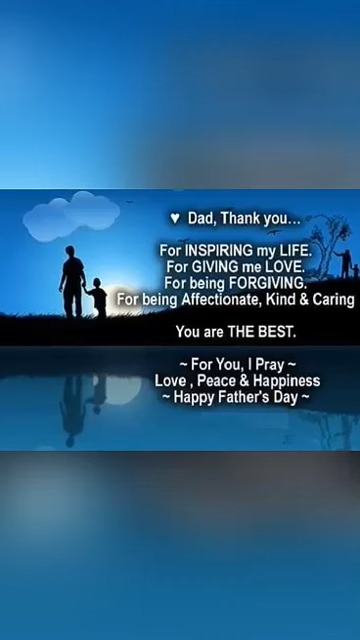 ♥ Dad, Thank you...
For INSPIRING my LIFE.
For GIVING me LOVE.
For being FORGIVING.
For being Affectionate, Kind & Caring
You are THE BEST.
~ For You, I Pray ~
Love , Peace & Happiness
~ Happy Father's Day ~